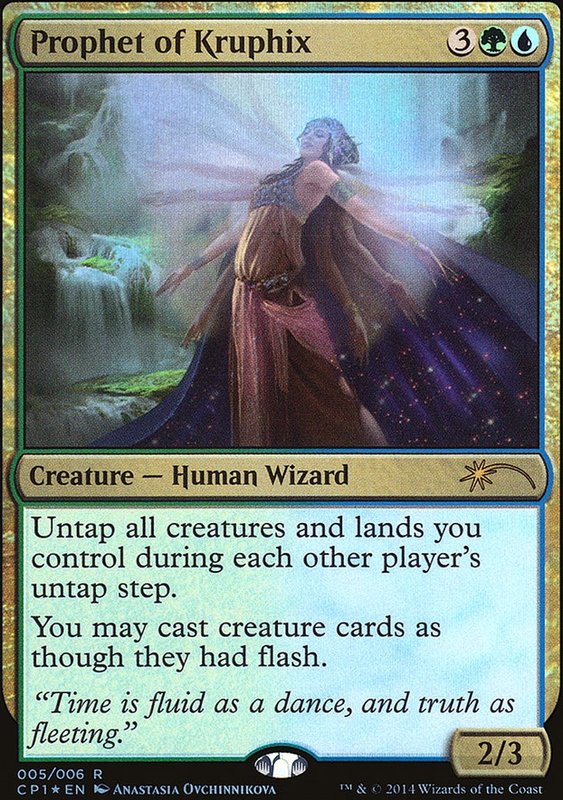 Prophet of Kruphix 3
Creature — Human Wizard
Untap all creatures and lands you
control during each other player's
untap step.
You may cast creature cards as
though they had flash.
“Time is fluid as a dance, and truth as
fleeting.”
2/3
005/006 R
CP1★EN Anastasia Ovchinnikova
™ & © 2014 Wizards of the Coast